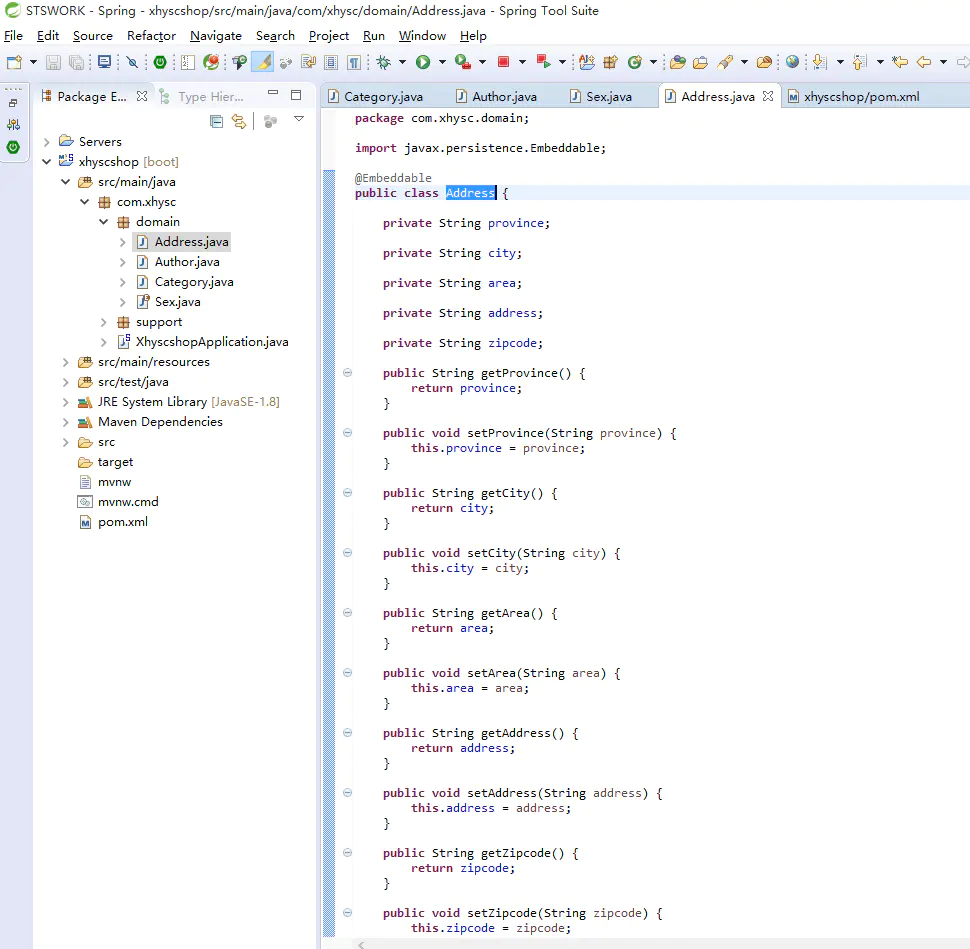 STSWORK - Spring - xhyscshop/src/main/java/com/xhysc/domain/Address.java - Spring Tool Suite
File Edit Source Refactor Navigate Search Project Run Window Help
Package E... Type Hier...
Servers
xhyscshop [boot]
src/main/java
com.xhysc
domain
Address.java
Author.java
Category.java
Sex.java
support
XhyscshopApplication.java
src/main/resources
src/test/java
JRE System Library [JavaSE-1.8]
Maven Dependencies
src
target
mvnw
mvnw.cmd
pom.xml
Category.java Author.java Sex.java Address.java xhyscshop/pom.xml
package com.xhysc.domain;
import javax.persistence.Embeddable;
@Embeddable
public class Address {
private String province;
private String city;
private String area;
private String address;
private String zipcode;
public String getProvince() {
return province;
}
public void setProvince(String province) {
this.province = province;
}
public String getCity() {
return city;
}
public void setCity(String city) {
this.city = city;
}
public String getArea() {
return area;
}
public void setArea(String area) {
this.area = area;
}
public String getAddress() {
return address;
}
public void setAddress(String address) {
this.address = address;
}
public String getZipcode() {
return zipcode;
}
public void setZipcode(String zipcode) {
this.zipcode = zipcode;